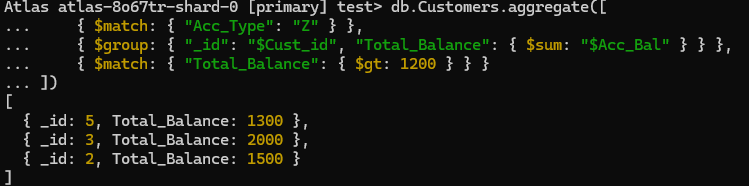 Atlas atlas-8o67tr-shard-0 [primary] test> db.Customers.aggregate([
...     { $match: { "Acc_Type": "Z" } },
...     { $group: { "_id": "$Cust_id", "Total_Balance": { $sum: "$Acc_Bal" } } },
...     { $match: { "Total_Balance": { $gt: 1200 } } }
... ])
[
  { _id: 5, Total_Balance: 1300 },
  { _id: 3, Total_Balance: 2000 },
  { _id: 2, Total_Balance: 1500 }
]